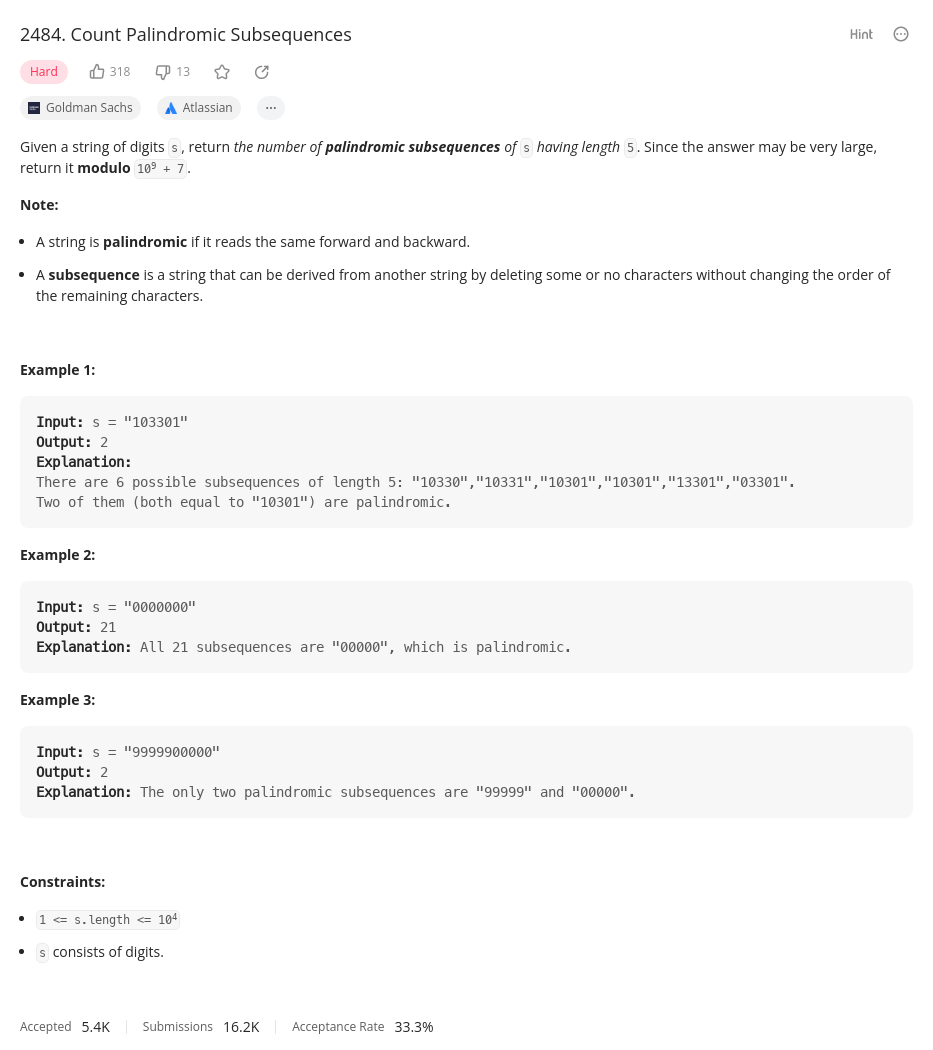 2484. Count Palindromic Subsequences
Hint
Hard 318 13
Goldman Sachs Atlassian ...
Given a string of digits s, return the number of palindromic subsequences of s having length 5. Since the answer may be very large,
return it modulo 10⁹ + 7.
Note:
• A string is palindromic if it reads the same forward and backward.
• A subsequence is a string that can be derived from another string by deleting some or no characters without changing the order of
the remaining characters.
Example 1:
Input: s = "103301"
Output: 2
Explanation:
There are 6 possible subsequences of length 5: "10330","10331","10301","10301","13301","03301".
Two of them (both equal to "10301") are palindromic.
Example 2:
Input: s = "0000000"
Output: 21
Explanation: All 21 subsequences are "00000", which is palindromic.
Example 3:
Input: s = "9999900000"
Output: 2
Explanation: The only two palindromic subsequences are "99999" and "00000".
Constraints:
• 1 <= s.length <= 10⁴
• s consists of digits.
Accepted 5.4K Submissions 16.2K Acceptance Rate 33.3%